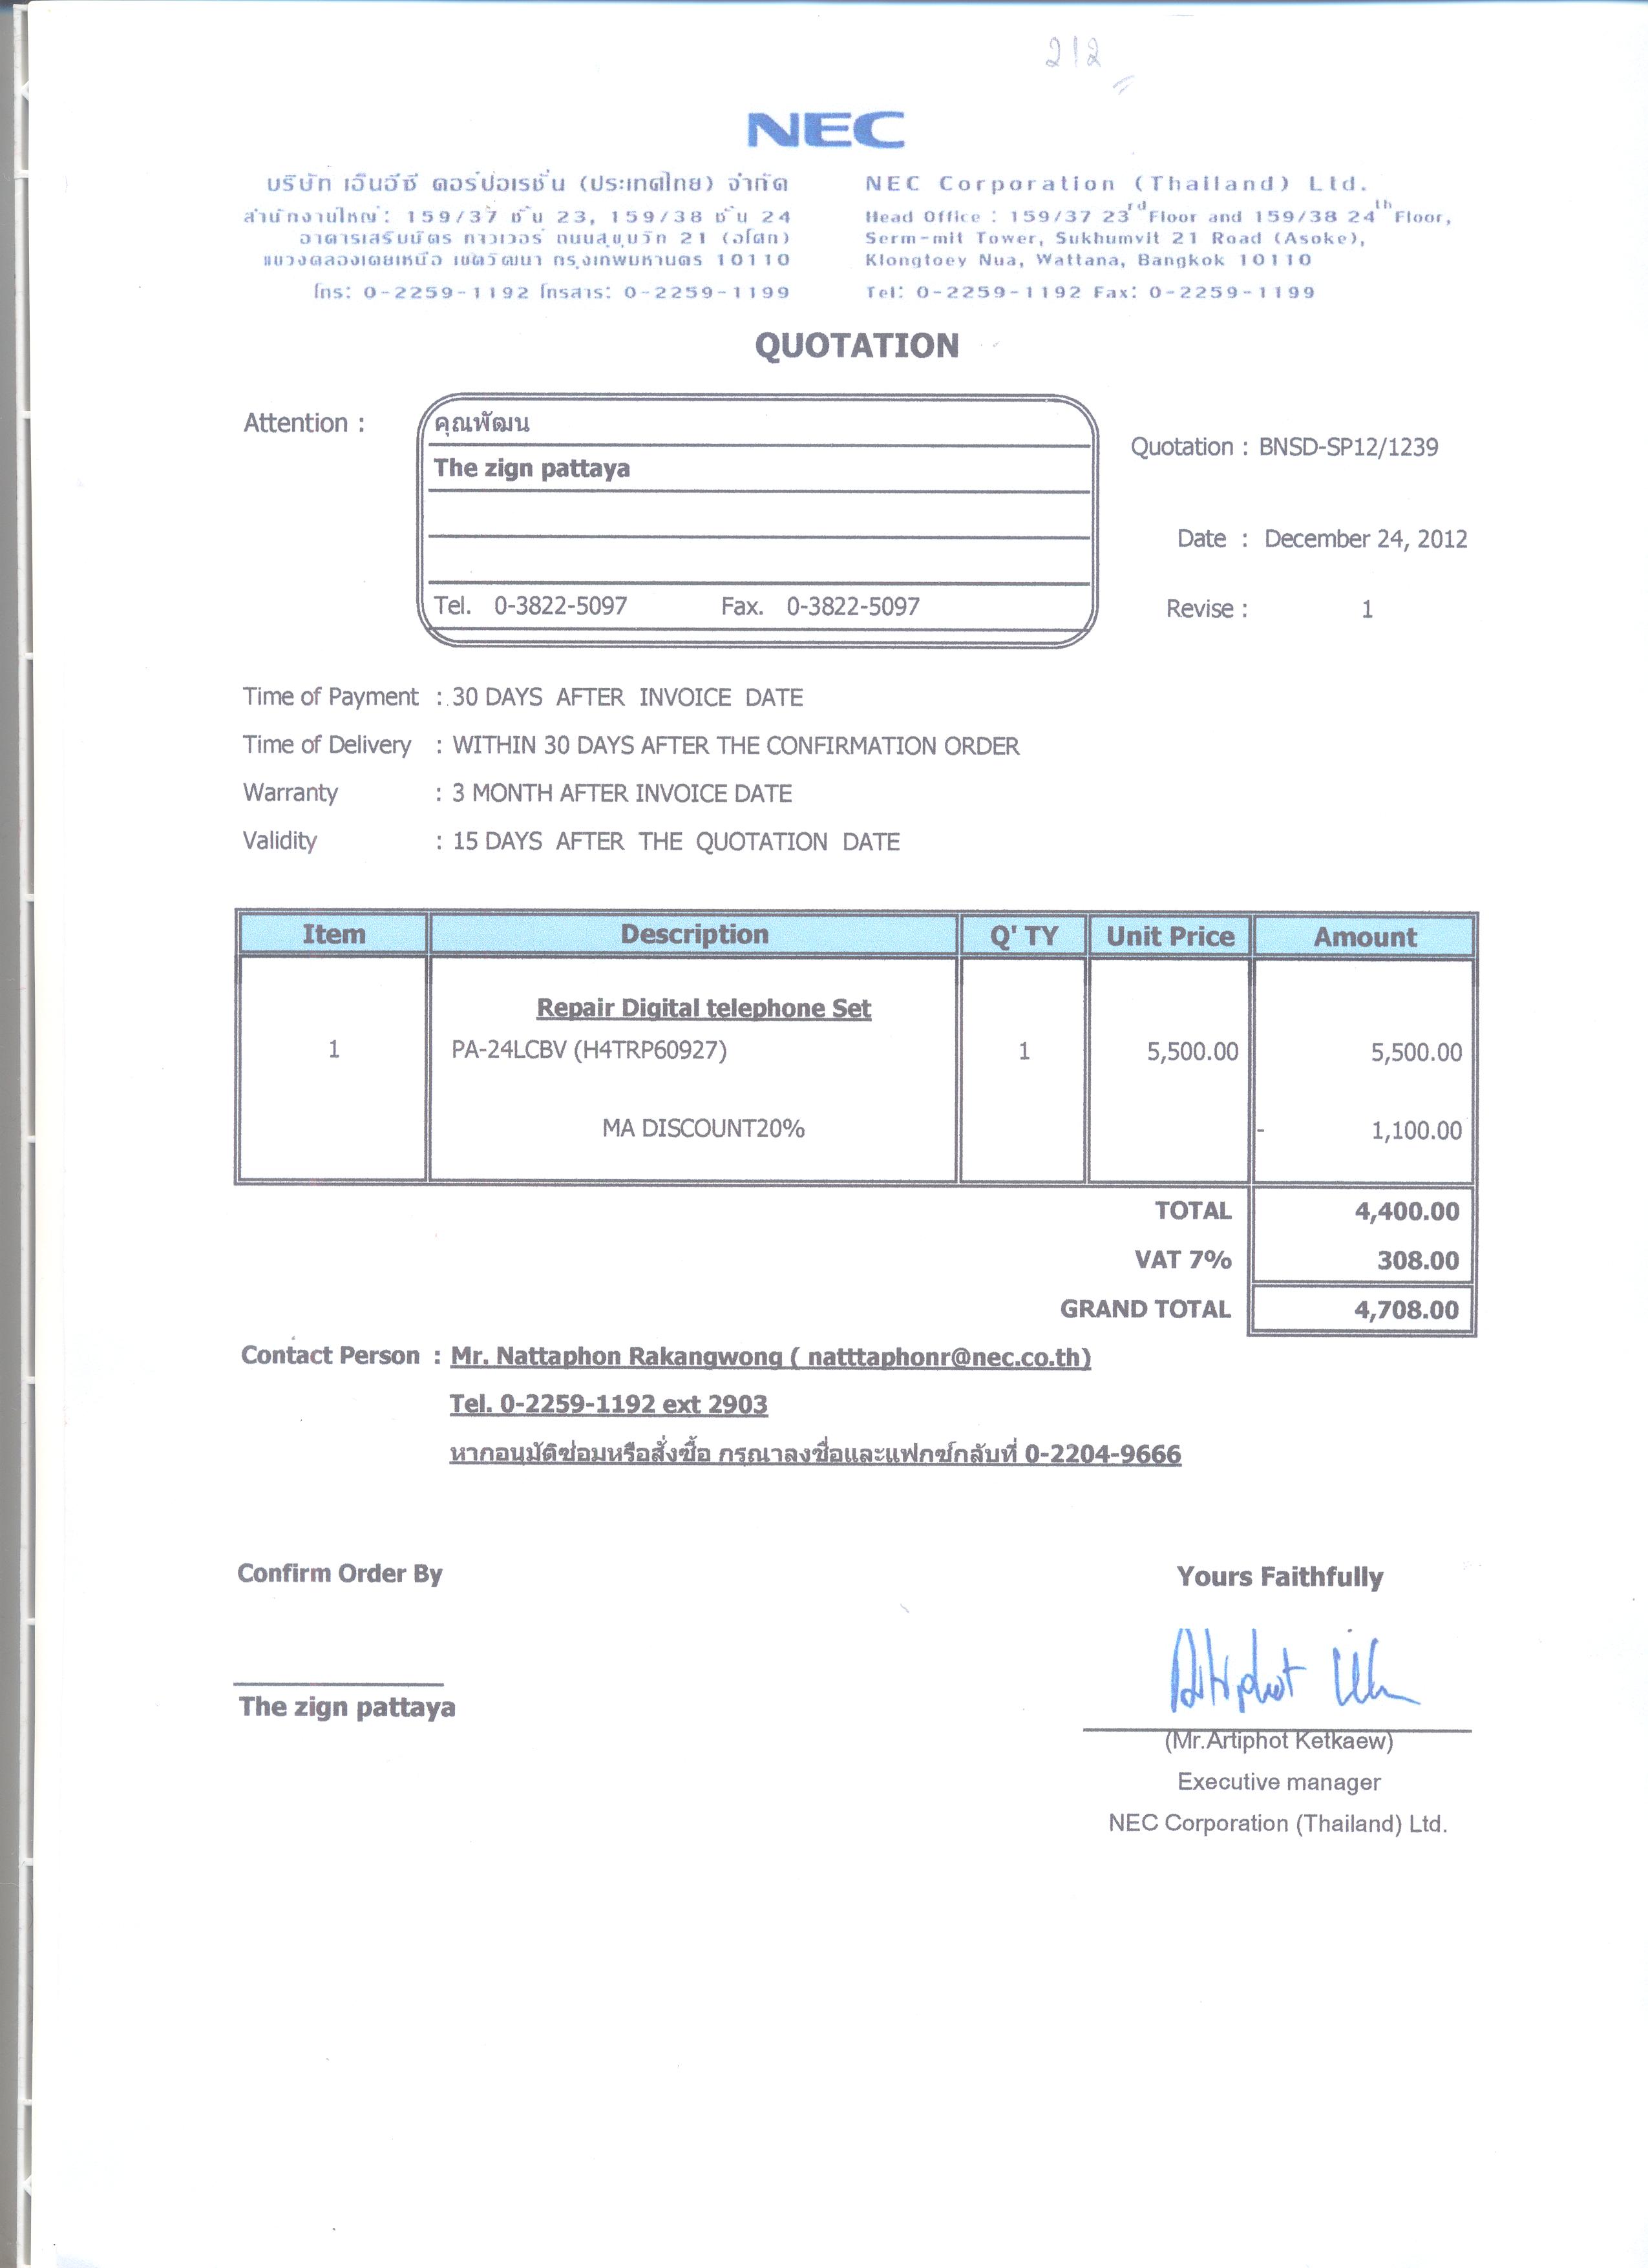 212
NEC
บริษัท เอ็นอีซี คอร์ปอเรชั่น (ประเทศไทย) จำกัด
สำนักงานใหญ่: 159/37 ชั้น 23, 159/38 ชั้น 24
อาคารเสริมมิตร ทาวเวอร์ ถนนสุขุมวิท 21 (อโศก)
แขวงคลองเตยเหนือ เขตวัฒนา กรุงเทพมหานคร 10110
โทร: 0-2259-1192 โทรสาร: 0-2259-1199
NEC Corporation (Thailand) Ltd.
Head Office : 159/37 23rd Floor and 159/38 24th Floor,
Serm-mit Tower, Sukhumvit 21 Road (Asoke),
Klongtoey Nua, Wattana, Bangkok 10110
Tel: 0-2259-1192 Fax: 0-2259-1199
QUOTATION
Attention :
คุณพัฒน
The zign pattaya
Tel. 0-3822-5097 Fax. 0-3822-5097
Quotation : BNSD-SP12/1239
Date : December 24, 2012
Revise : 1
Time of Payment : 30 DAYS AFTER INVOICE DATE
Time of Delivery : WITHIN 30 DAYS AFTER THE CONFIRMATION ORDER
Warranty : 3 MONTH AFTER INVOICE DATE
Validity : 15 DAYS AFTER THE QUOTATION DATE
Item Description Q' TY Unit Price Amount
Repair Digital telephone Set
1 PA-24LCBV (H4TRP60927) 1 5,500.00 5,500.00
MA DISCOUNT20% - 1,100.00
TOTAL 4,400.00
VAT 7% 308.00
GRAND TOTAL 4,708.00
Contact Person : Mr. Nattaphon Rakangwong ( natttaphonr@nec.co.th)
Tel. 0-2259-1192 ext 2903
หากอนุมัติซ่อมหรือสั่งซื้อ กรุณาลงชื่อและแฟกซ์กลับที่ 0-2204-9666
Confirm Order By
The zign pattaya
Yours Faithfully
(Mr.Artiphot Ketkaew)
Executive manager
NEC Corporation (Thailand) Ltd.